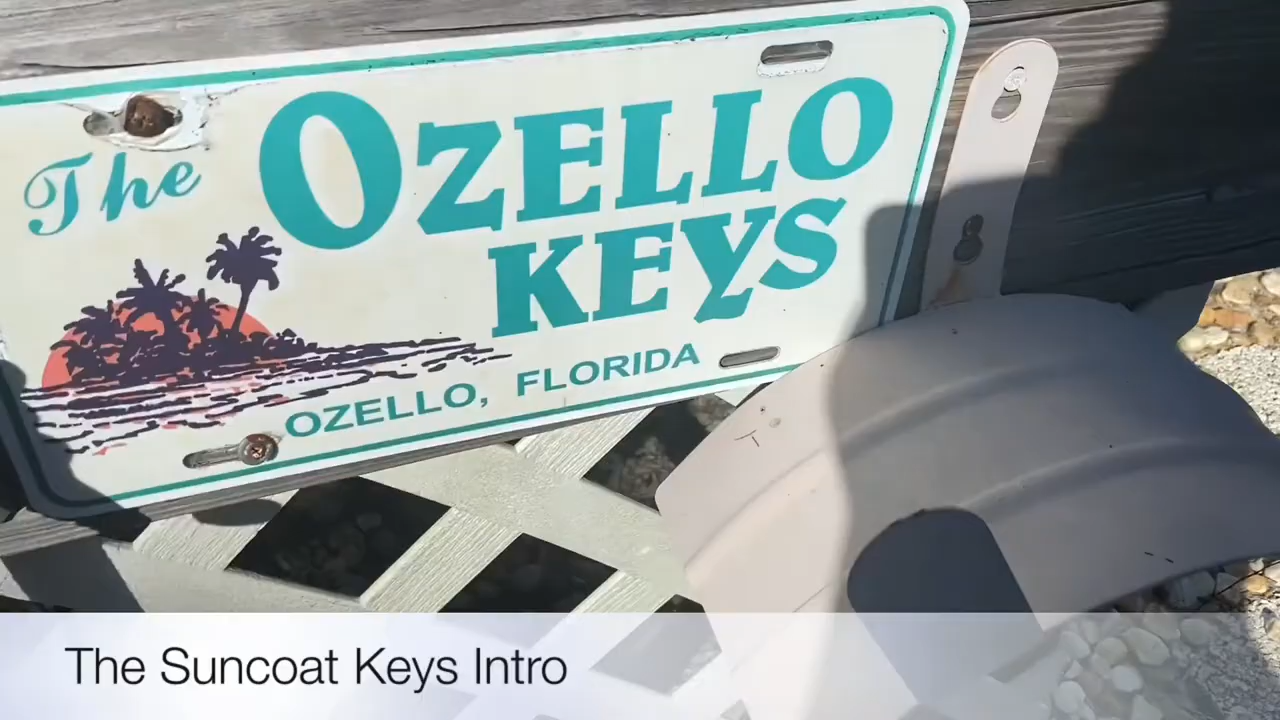 The OZELLO
KEYS
OZELLO, FLORIDA
The Suncoat Keys Intro